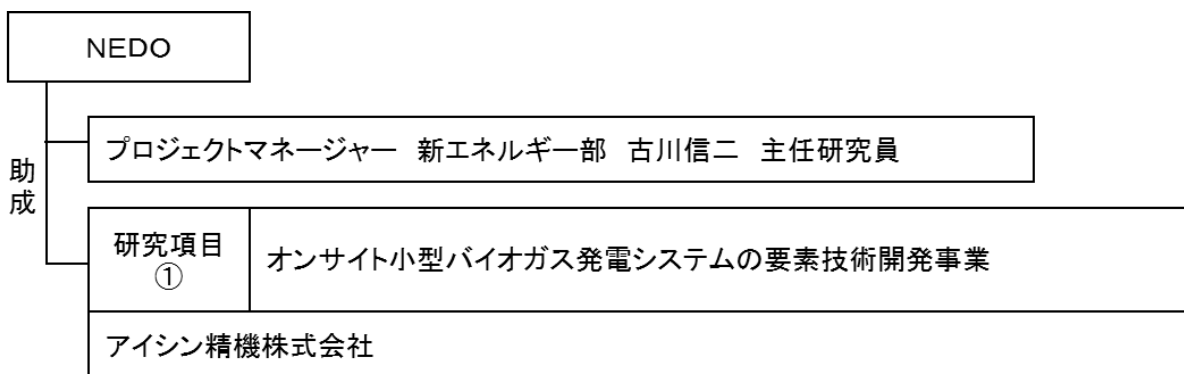 NEDO
プロジェクトマネージャー 新エネルギー部 古川信二 主任研究員
助成
研究項目
①
オンサイト小型バイオガス発電システムの要素技術開発事業
アイシン精機株式会社